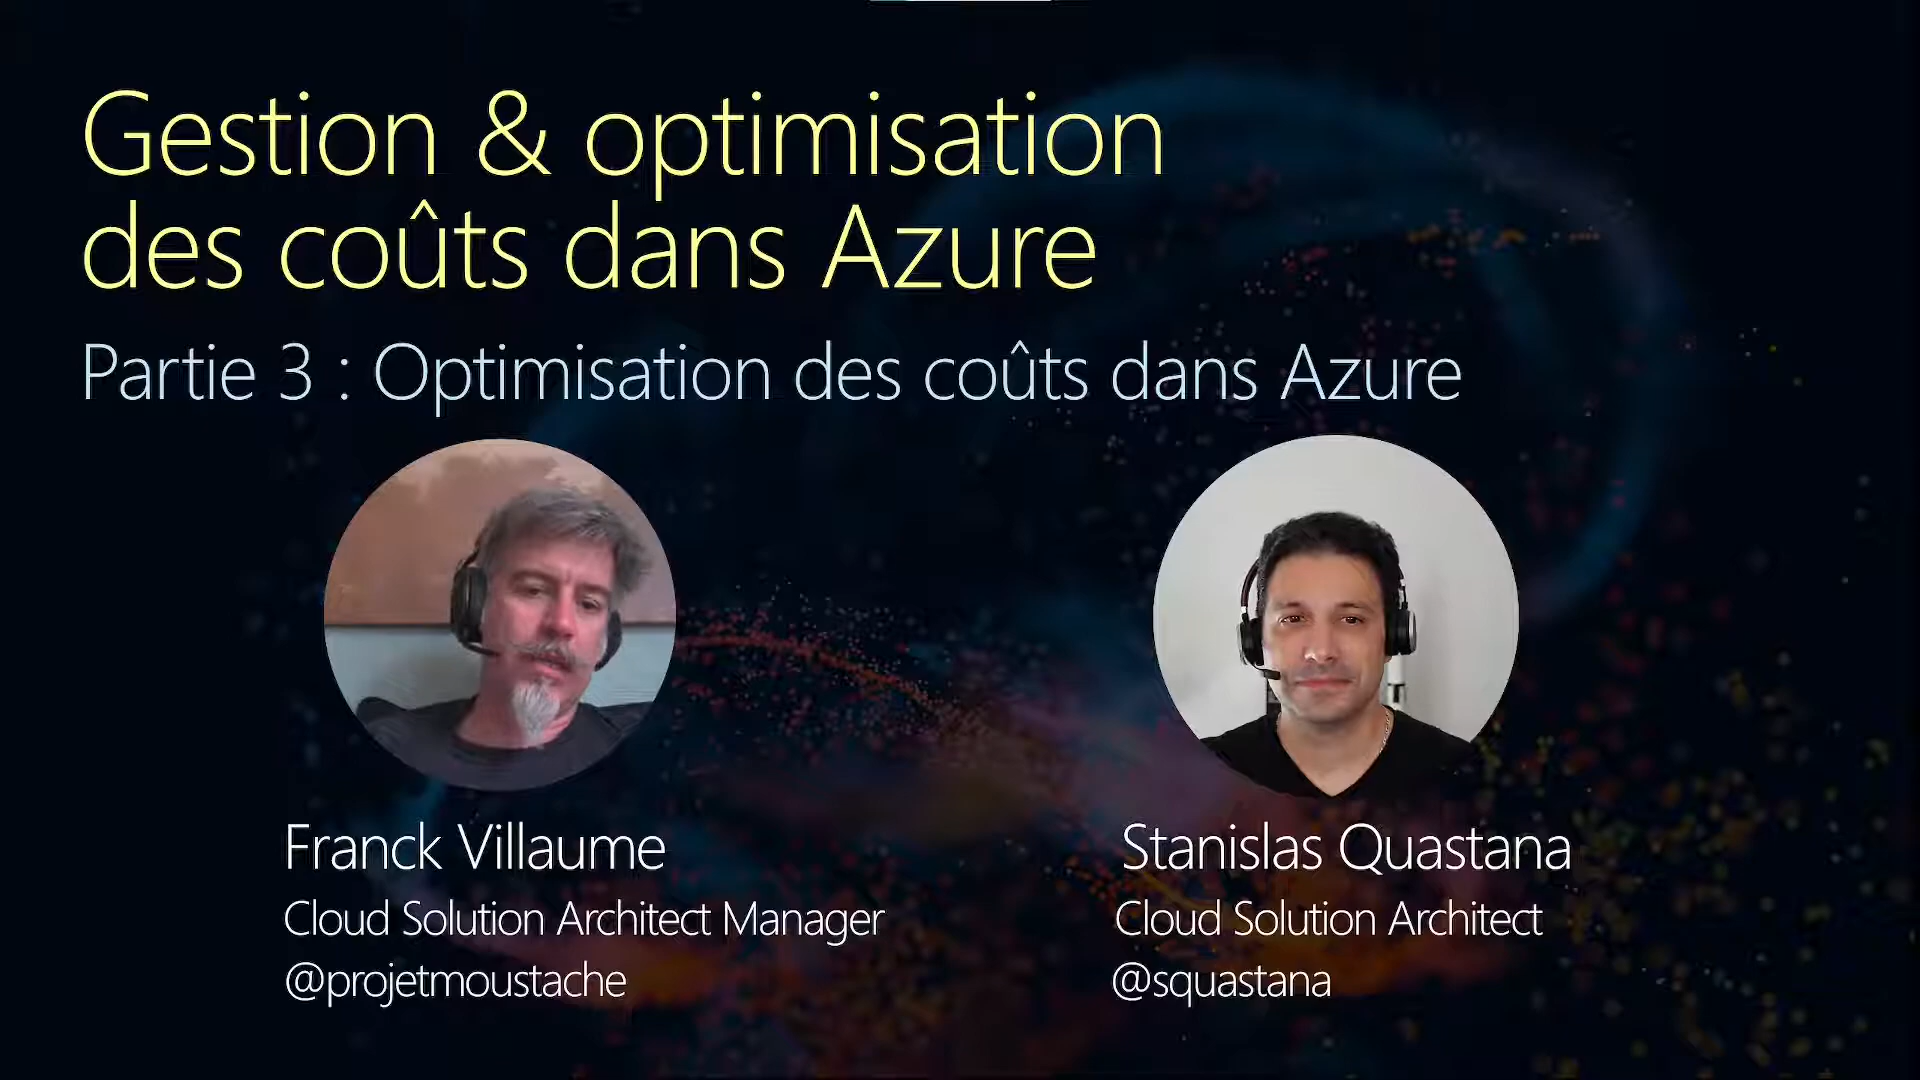 Gestion & optimisation
des coûts dans Azure
Partie 3 : Optimisation des coûts dans Azure
Franck Villaume
Cloud Solution Architect Manager
@projetmoustache
Stanislas Quastana
Cloud Solution Architect
@squastana